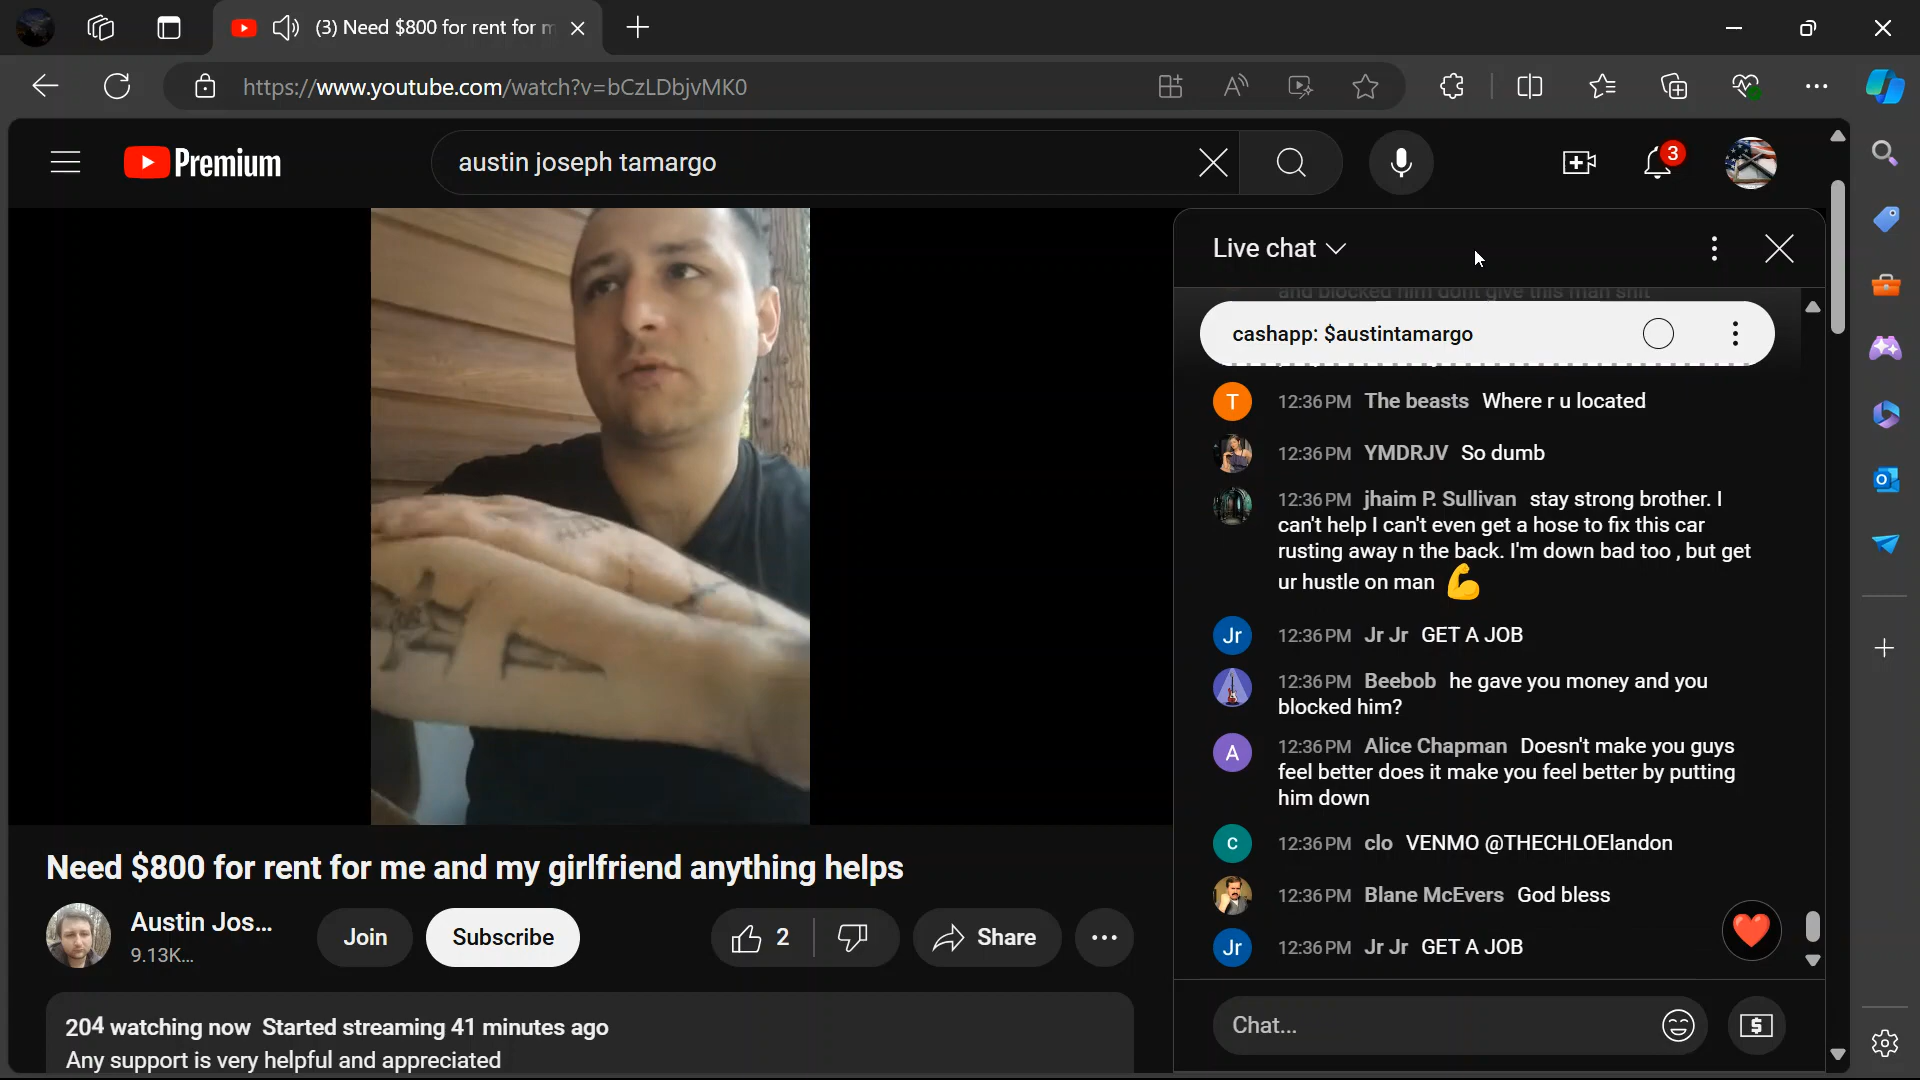 (3) Need $800 for rent for m
https://www.youtube.com/watch?v=bCzLDbjvMK0
Premium
austin joseph tamargo
3
Live chat
and blocked him dont give this man shit
cashapp: $austintamargo
T 12:36 PM The beasts Where r u located
12:36 PM YMDRJV So dumb
12:36 PM jhaim P. Sullivan stay strong brother. I
can't help I can't even get a hose to fix this car
rusting away n the back. I'm down bad too , but get
ur hustle on man 💪
Jr 12:36 PM Jr Jr GET A JOB
12:36 PM Beebob he gave you money and you
blocked him?
A 12:36 PM Alice Chapman Doesn't make you guys
feel better does it make you feel better by putting
him down
c 12:36 PM clo VENMO @THECHLOElandon
12:36 PM Blane McEvers God bless
Jr 12:36 PM Jr Jr GET A JOB
Chat...
Need $800 for rent for me and my girlfriend anything helps
Austin Jos...
9.13K...
Join
Subscribe
2
Share
204 watching now Started streaming 41 minutes ago
Any support is very helpful and appreciated